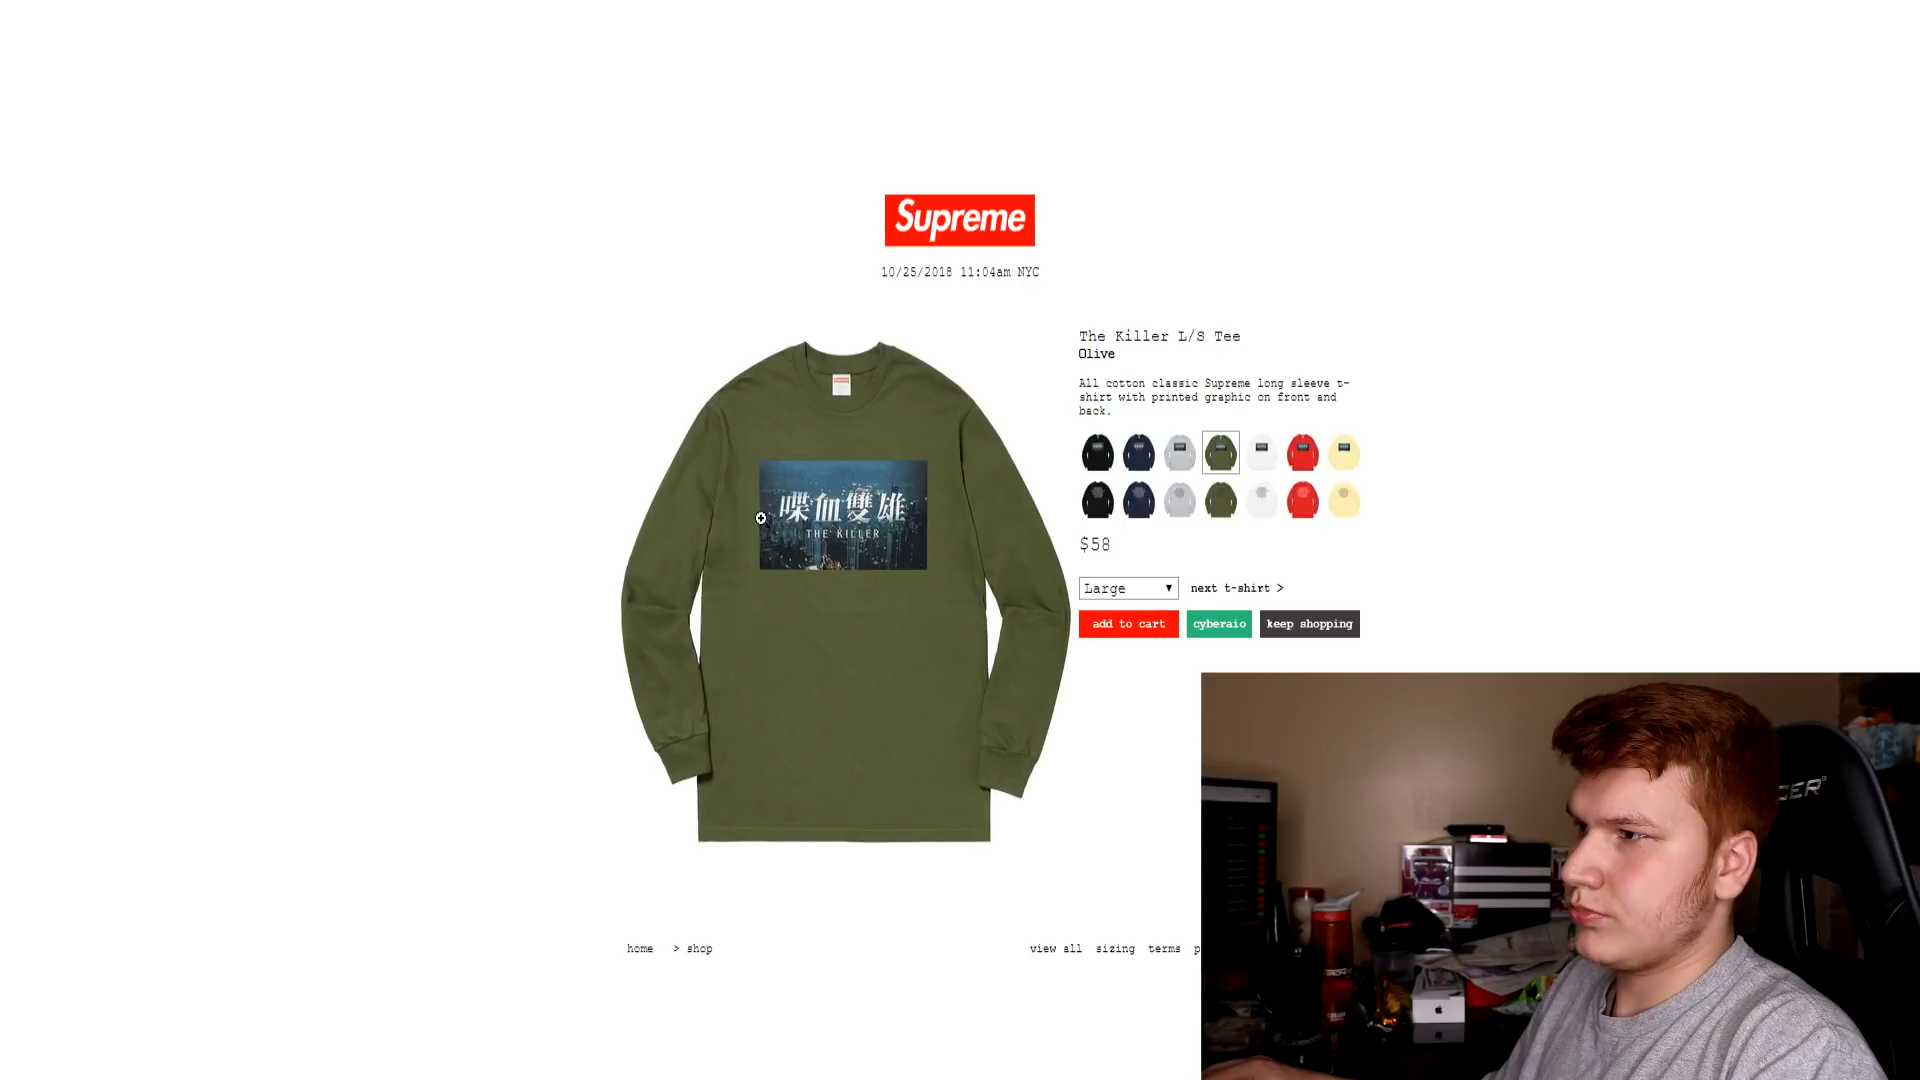 Supreme
10/25/2018 11:04am NYC
The Killer L/S Tee
Olive
All cotton classic Supreme long sleeve t-
shirt with printed graphic on front and
back.
喋血雙雄
THE KILLER
$58
Large
next t-shirt >
add to cart
cyberaio
keep shopping
home
> shop
view all
sizing
terms
p